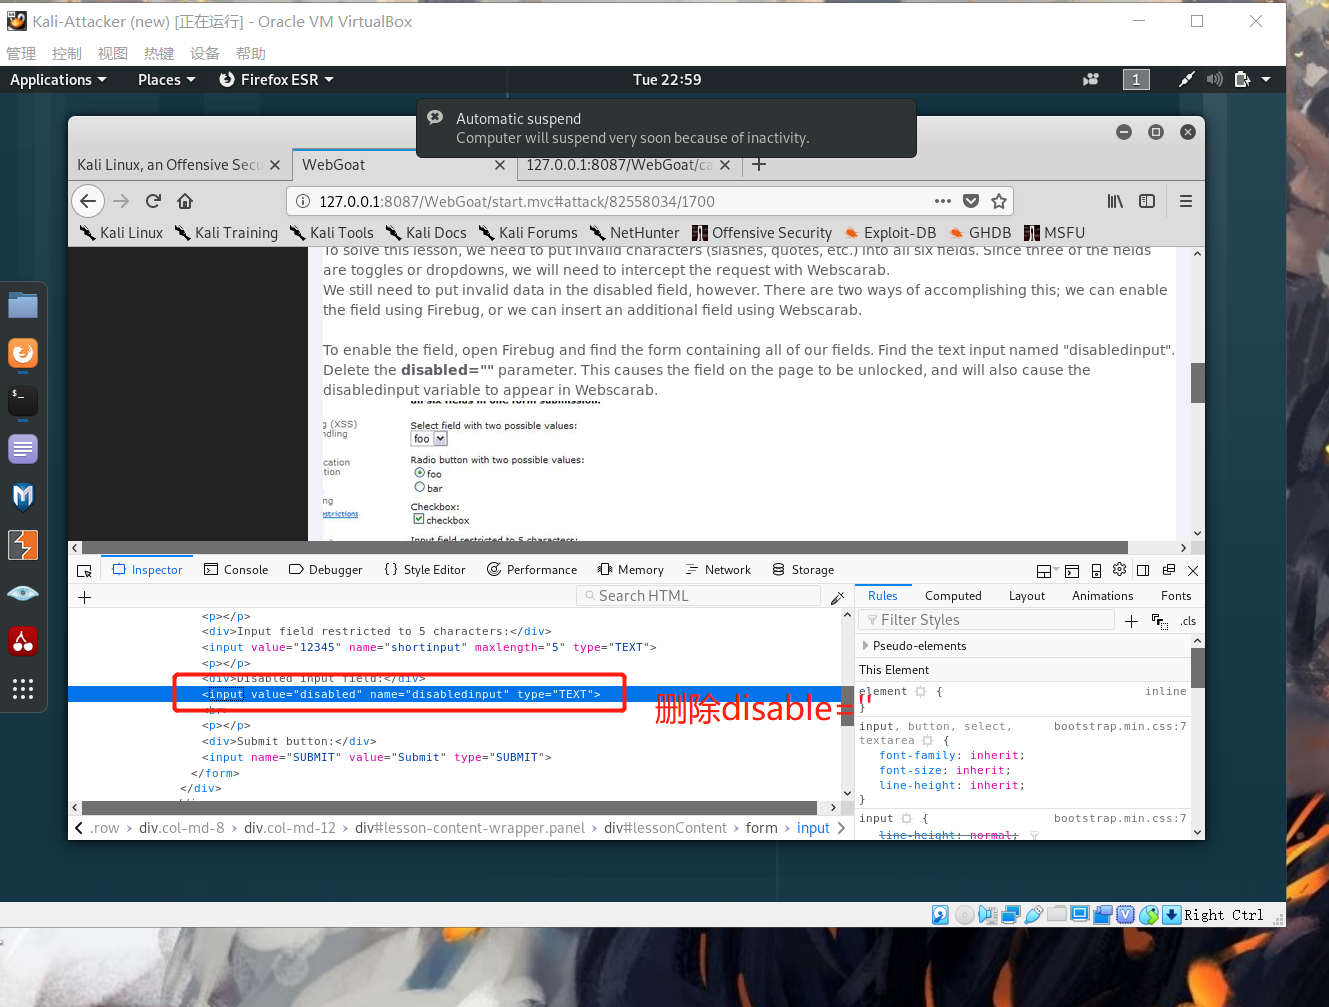 Kali-Attacker (new) [正在运行] - Oracle VM VirtualBox
管理 控制 视图 热键 设备 帮助
Applications Places Firefox ESR Tue 22:59 1
Automatic suspend
Computer will suspend very soon because of inactivity.
Kali Linux, an Offensive Secu WebGoat 127.0.0.1:8087/WebGoat/ca
127.0.0.1:8087/WebGoat/start.mvc#attack/82558034/1700
Kali Linux Kali Training Kali Tools Kali Docs Kali Forums NetHunter Offensive Security Exploit-DB GHDB MSFU
To solve this lesson, we need to put invalid characters (slashes, quotes, etc.) into all six fields. Since three of the fields
are toggles or dropdowns, we will need to intercept the request with Webscarab.
We still need to put invalid data in the disabled field, however. There are two ways of accomplishing this; we can enable
the field using Firebug, or we can insert an additional field using Webscarab.
To enable the field, open Firebug and find the form containing all of our fields. Find the text input named "disabledinput".
Delete the disabled="" parameter. This causes the field on the page to be unlocked, and will also cause the
disabledinput variable to appear in Webscarab.
all six fields in one form submission.
g (XSS)
ndling
cation
tion
ng
estrictions
Select field with two possible values:
foo
Radio button with two possible values:
foo
bar
Checkbox:
checkbox
Input field restricted to 5 characters:
Inspector Console Debugger Style Editor Performance Memory Network Storage
Search HTML
<p></p>
<div>Input field restricted to 5 characters:</div>
<input value="12345" name="shortinput" maxlength="5" type="TEXT">
<p></p>
<div>Disabled input field:</div>
<input value="disabled" name="disabledinput" type="TEXT">
<br>
<p></p>
<div>Submit button:</div>
<input name="SUBMIT" value="Submit" type="SUBMIT">
</form>
</div>
删除disable=''
.row div.col-md-8 div.col-md-12 div#lesson-content-wrapper.panel div#lessonContent form input
Rules Computed Layout Animations Fonts
Filter Styles + .cls
Pseudo-elements
This Element
element { inline
}
input, button, select, bootstrap.min.css:7
textarea {
font-family: inherit;
font-size: inherit;
line-height: inherit;
}
input { bootstrap.min.css:7
line-height: normal;
Right Ctrl